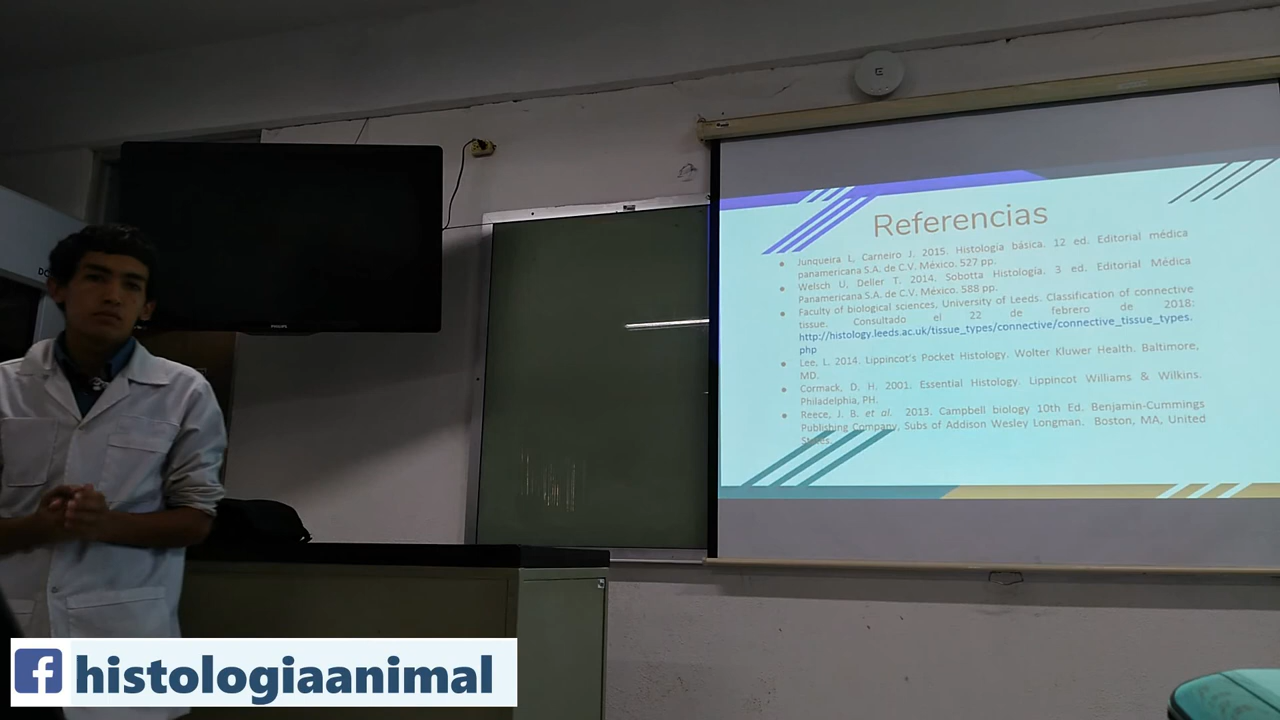 Referencias
Junqueira L, Carneiro J. 2015. Histología básica. 12 ed. Editorial médica
panamericana S.A. de C.V. México. 527 pp.
Welsch U, Deller T. 2014. Sobotta Histología. 3 ed. Editorial Médica
Panamericana S.A. de C.V. México. 588 pp.
Faculty of biological sciences, University of Leeds. Classification of connective
tissue. Consultado el 22 de febrero de 2018:
http://histology.leeds.ac.uk/tissue_types/connective/connective_tissue_types.
php
Lee, L. 2014. Lippincot's Pocket Histology. Wolter Kluwer Health. Baltimore,
MD.
Cormack, D. H. 2001. Essential Histology. Lippincot Williams & Wilkins.
Philadelphia, PH.
Reece, J. B. et al. 2013. Campbell biology 10th Ed. Benjamin-Cummings
Publishing Company, Subs of Addison Wesley Longman. Boston, MA, United
States.
PHILIPS
histologiaanimal